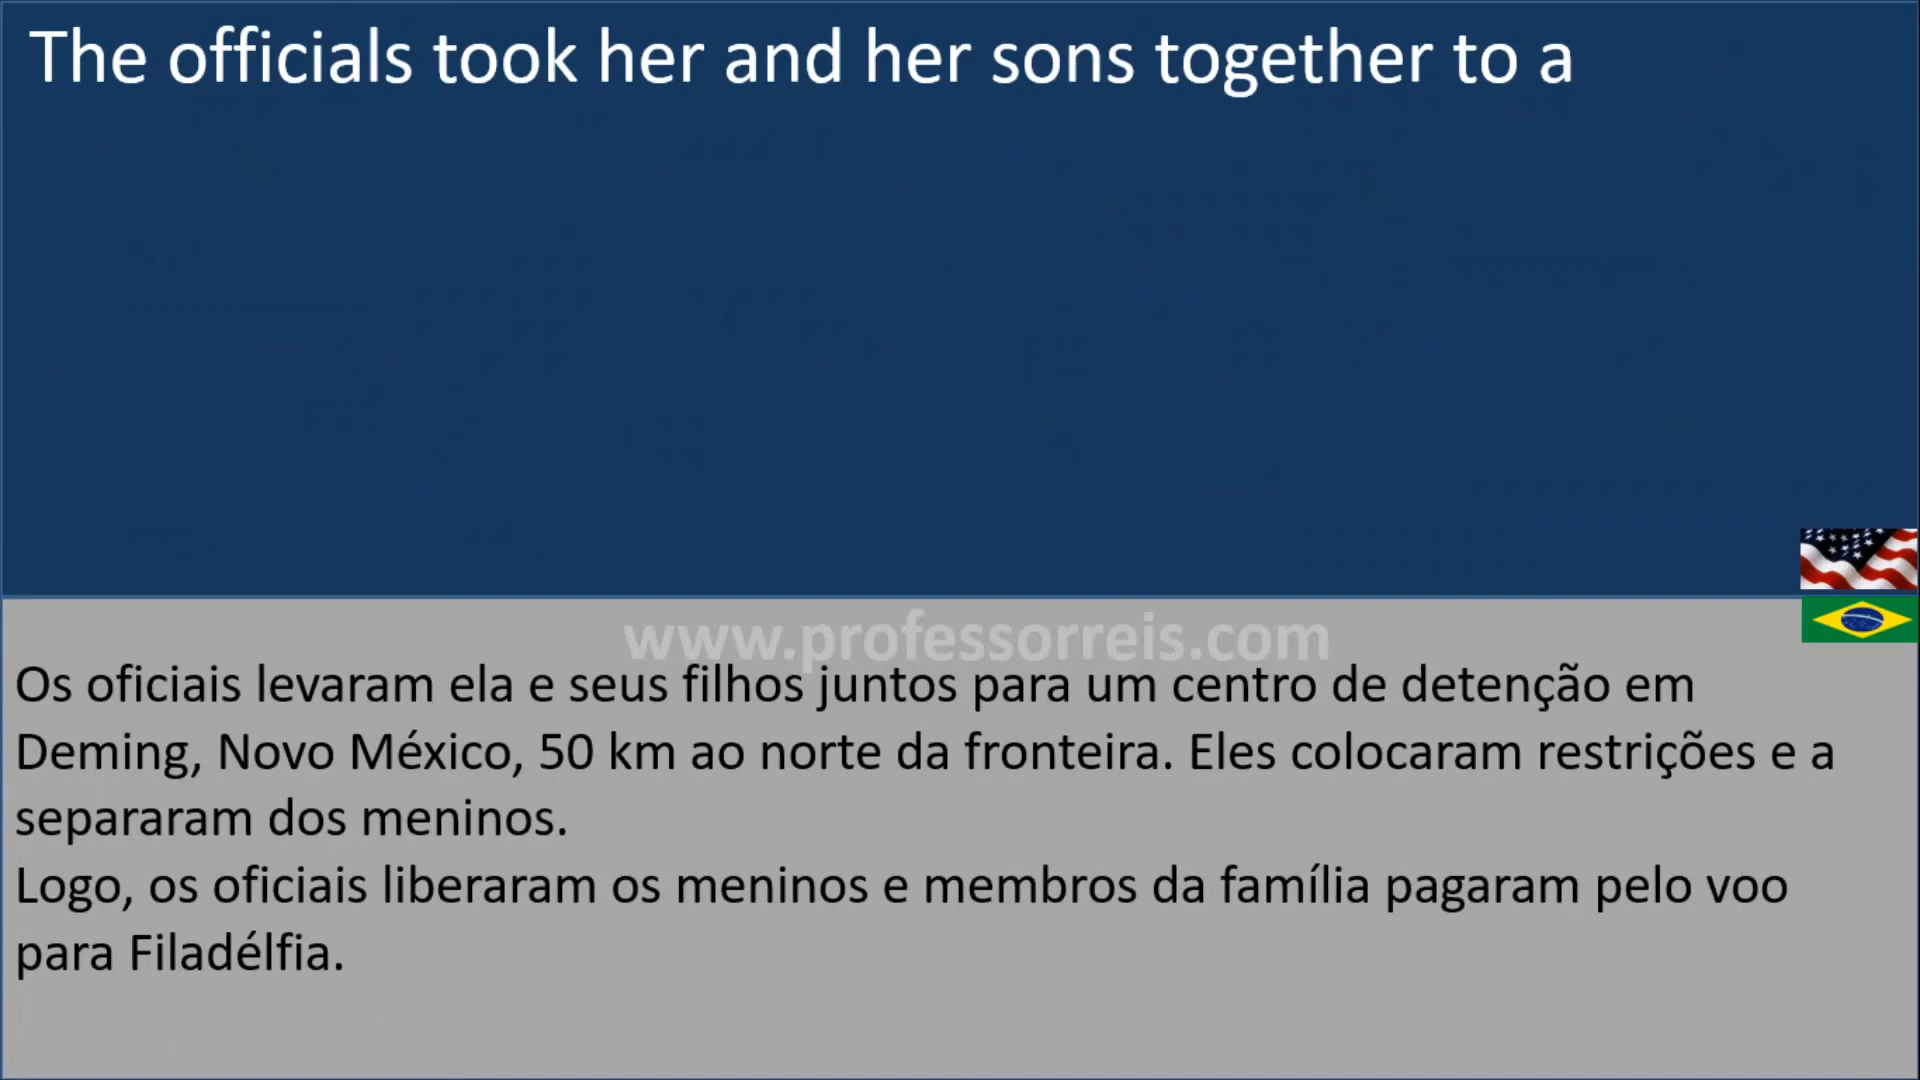 The officials took her and her sons together to a
www.professorreis.com
Os oficiais levaram ela e seus filhos juntos para um centro de detenção em
Deming, Novo México, 50 km ao norte da fronteira. Eles colocaram restrições e a
separaram dos meninos.
Logo, os oficiais liberaram os meninos e membros da família pagaram pelo voo
para Filadélfia.